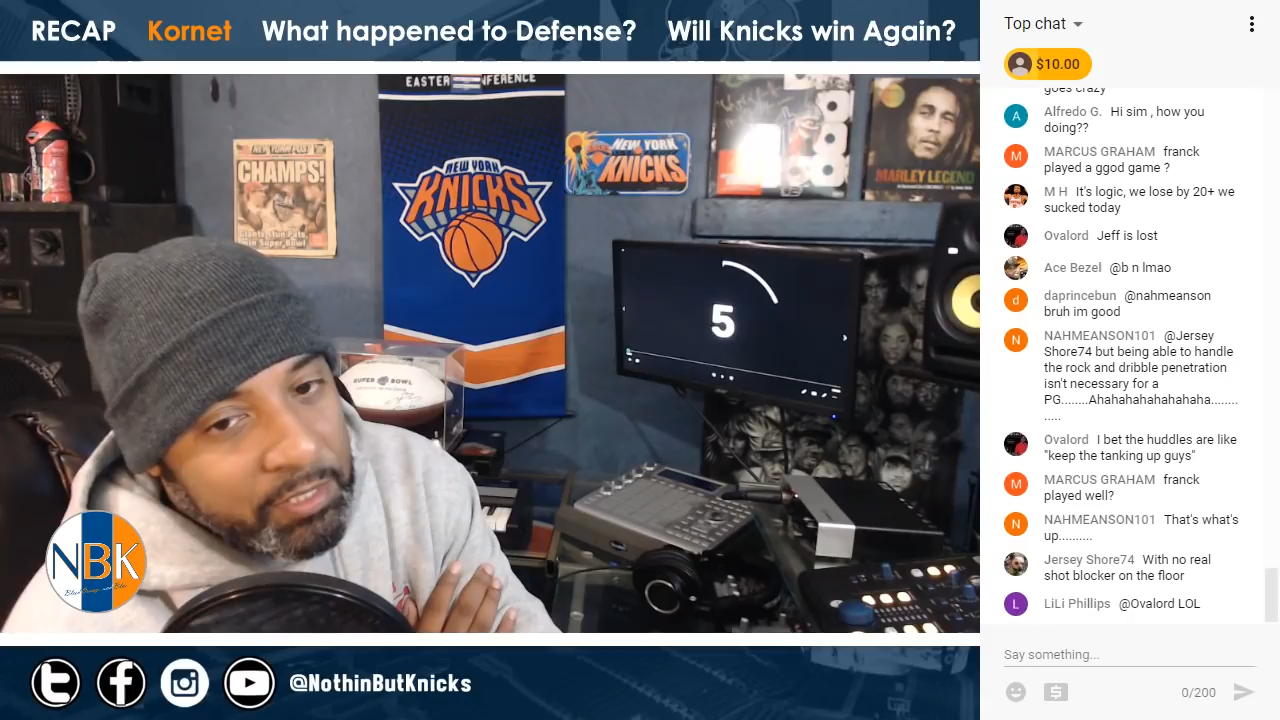 RECAP Kornet What happened to Defense? Will Knicks win Again?
CHAMPS!
NEW YORK
KNICKS
NEW YORK
KNICKS
MARLEY LEGEND
5
SUPER BOWL
NBK
@NothinButKnicks
Top chat
$10.00
goes crazy
Alfredo G. Hi sim , how you
doing??
MARCUS GRAHAM franck
played a ggod game ?
M H It's logic, we lose by 20+ we
sucked today
Ovalord Jeff is lost
Ace Bezel @b n lmao
daprincebun @nahmeanson
bruh im good
NAHMEANSON101 @Jersey
Shore74 but being able to handle
the rock and dribble penetration
isn't necessary for a
PG........Ahahahahahahaha........
.....
Ovalord I bet the huddles are like
"keep the tanking up guys"
MARCUS GRAHAM franck
played well?
NAHMEANSON101 That's what's
up..........
Jersey Shore74 With no real
shot blocker on the floor
LiLi Phillips @Ovalord LOL
Say something...
0/200